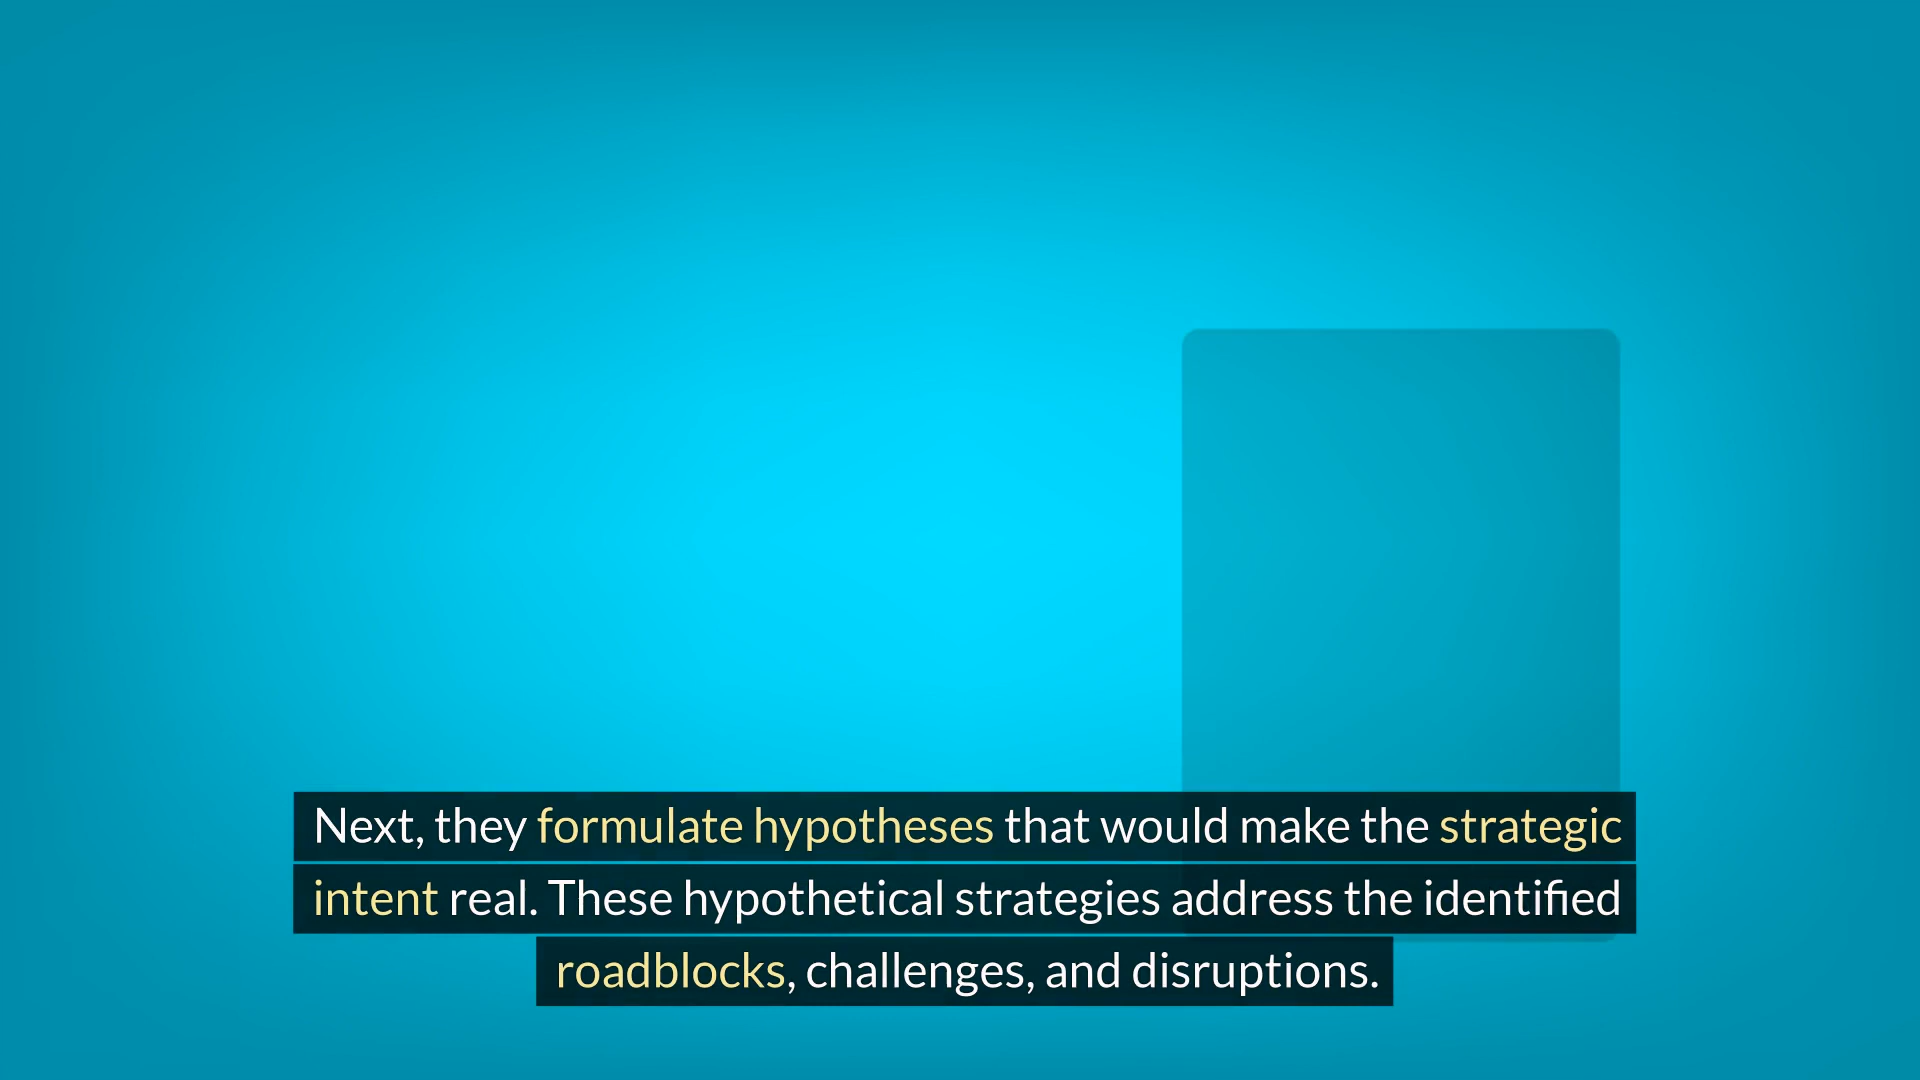 Next, they formulate hypotheses that would make the strategic
intent real. These hypothetical strategies address the identified
roadblocks, challenges, and disruptions.